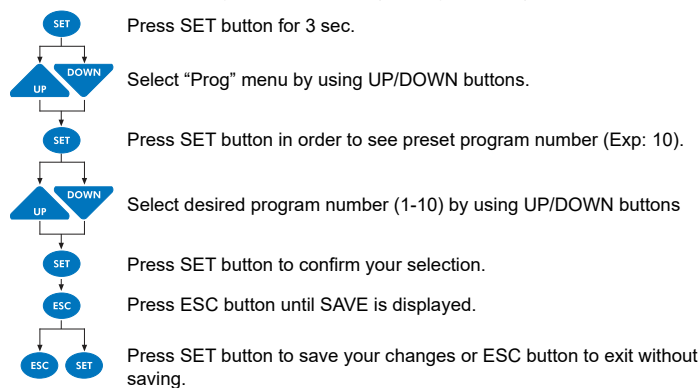 SET
Press SET button for 3 sec.
UP
DOWN
Select “Prog” menu by using UP/DOWN buttons.
SET
Press SET button in order to see preset program number (Exp: 10).
UP
DOWN
Select desired program number (1-10) by using UP/DOWN buttons
SET
Press SET button to confirm your selection.
ESC
Press ESC button until SAVE is displayed.
ESC
SET
Press SET button to save your changes or ESC button to exit without
saving.